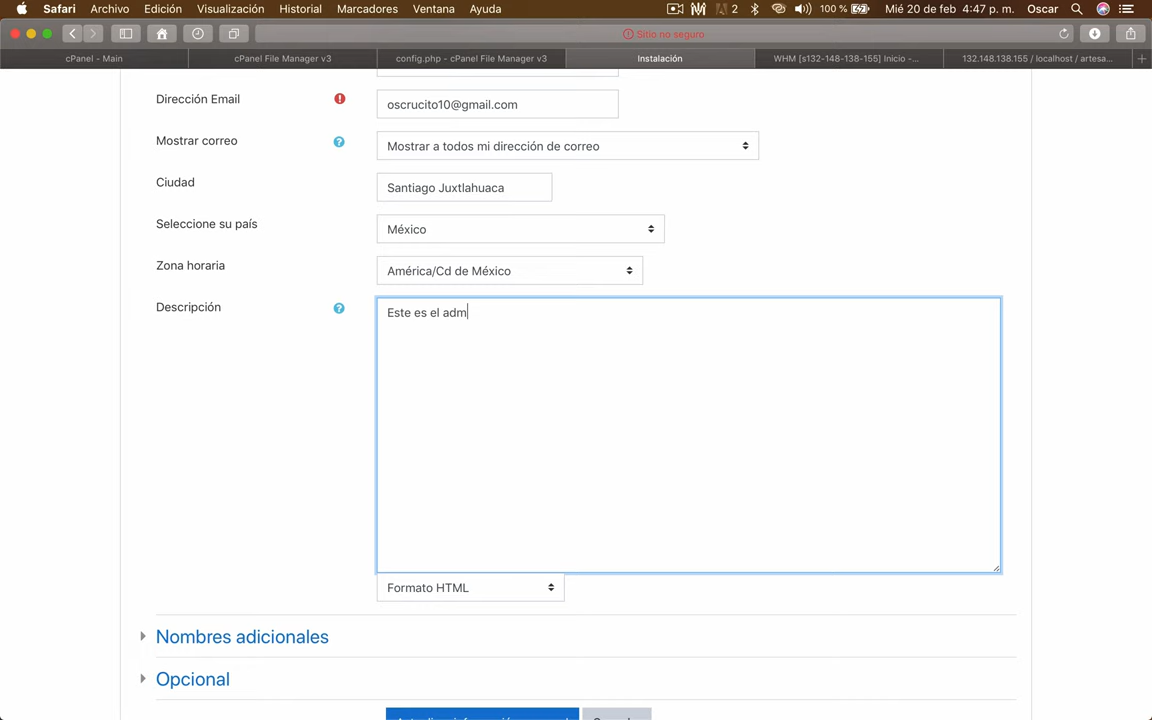 Safari Archivo Edición Visualización Historial Marcadores Ventana Ayuda 2 100 % Mié 20 de feb 4:47 p. m. Oscar
Sitio no seguro
cPanel - Main cPanel File Manager v3 config.php - cPanel File Manager v3 Instalación WHM [s132-148-138-155] Inicio -... 132.148.138.155 / localhost / artesa...
Dirección Email oscrucito10@gmail.com
Mostrar correo Mostrar a todos mi dirección de correo
Ciudad Santiago Juxtlahuaca
Seleccione su país México
Zona horaria América/Cd de México
Descripción Este es el adm
Formato HTML
Nombres adicionales
Opcional